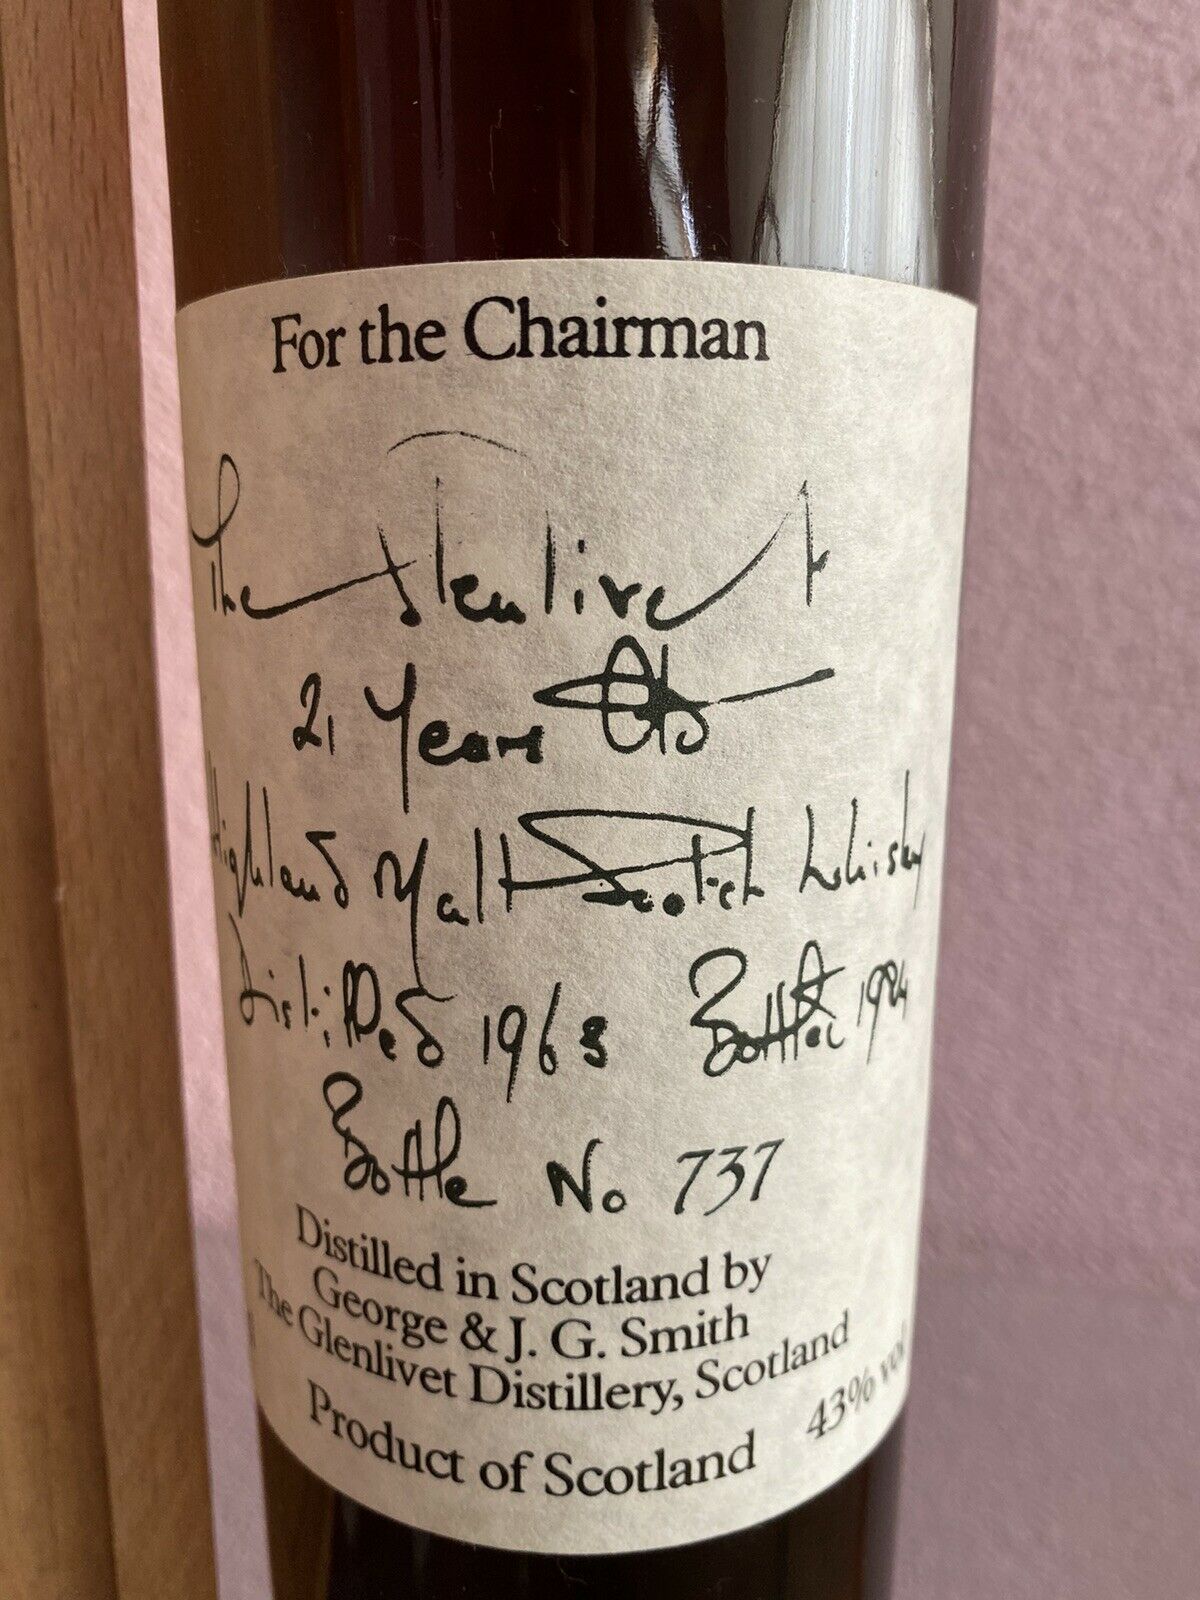 For the Chairman
The Glenlivet
21 Years Old
Highland Malt Scotch Whisky
Distilled 1963 Bottled 1984
Bottle No 737
Distilled in Scotland by
George & J. G. Smith
The Glenlivet Distillery, Scotland
Product of Scotland 43% vol